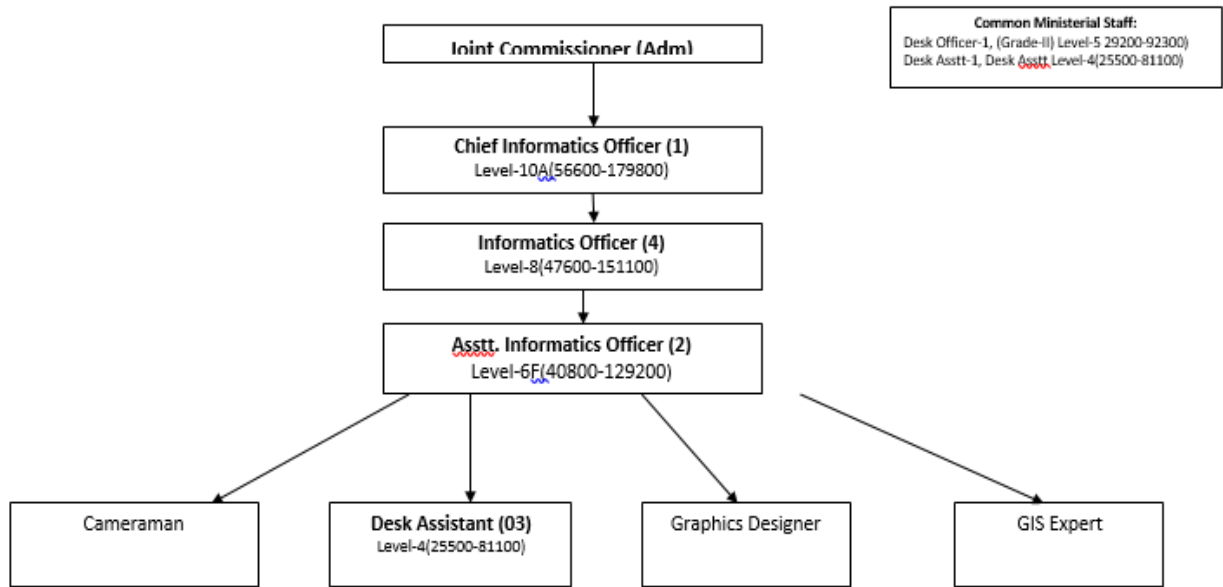 Joint Commissioner (Adm)
Common Ministerial Staff:
Desk Officer-1, (Grade-II) Level-5 29200-92300)
Desk Asstt-1, Desk Asstt Level-4(25500-81100)
Chief Informatics Officer (1)
Level-10A(56600-179800)
Informatics Officer (4)
Level-8(47600-151100)
Asstt. Informatics Officer (2)
Level-6F(40800-129200)
Cameraman
Desk Assistant (03)
Level-4(25500-81100)
Graphics Designer
GIS Expert